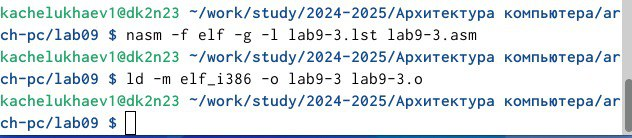 kachelukhaev1@dk2n23 ~/work/study/2024-2025/Архитектура компьютера/ar
ch-pc/lab09 $ nasm -f elf -g -l lab9-3.lst lab9-3.asm
kachelukhaev1@dk2n23 ~/work/study/2024-2025/Архитектура компьютера/ar
ch-pc/lab09 $ ld -m elf_i386 -o lab9-3 lab9-3.o
kachelukhaev1@dk2n23 ~/work/study/2024-2025/Архитектура компьютера/ar
ch-pc/lab09 $